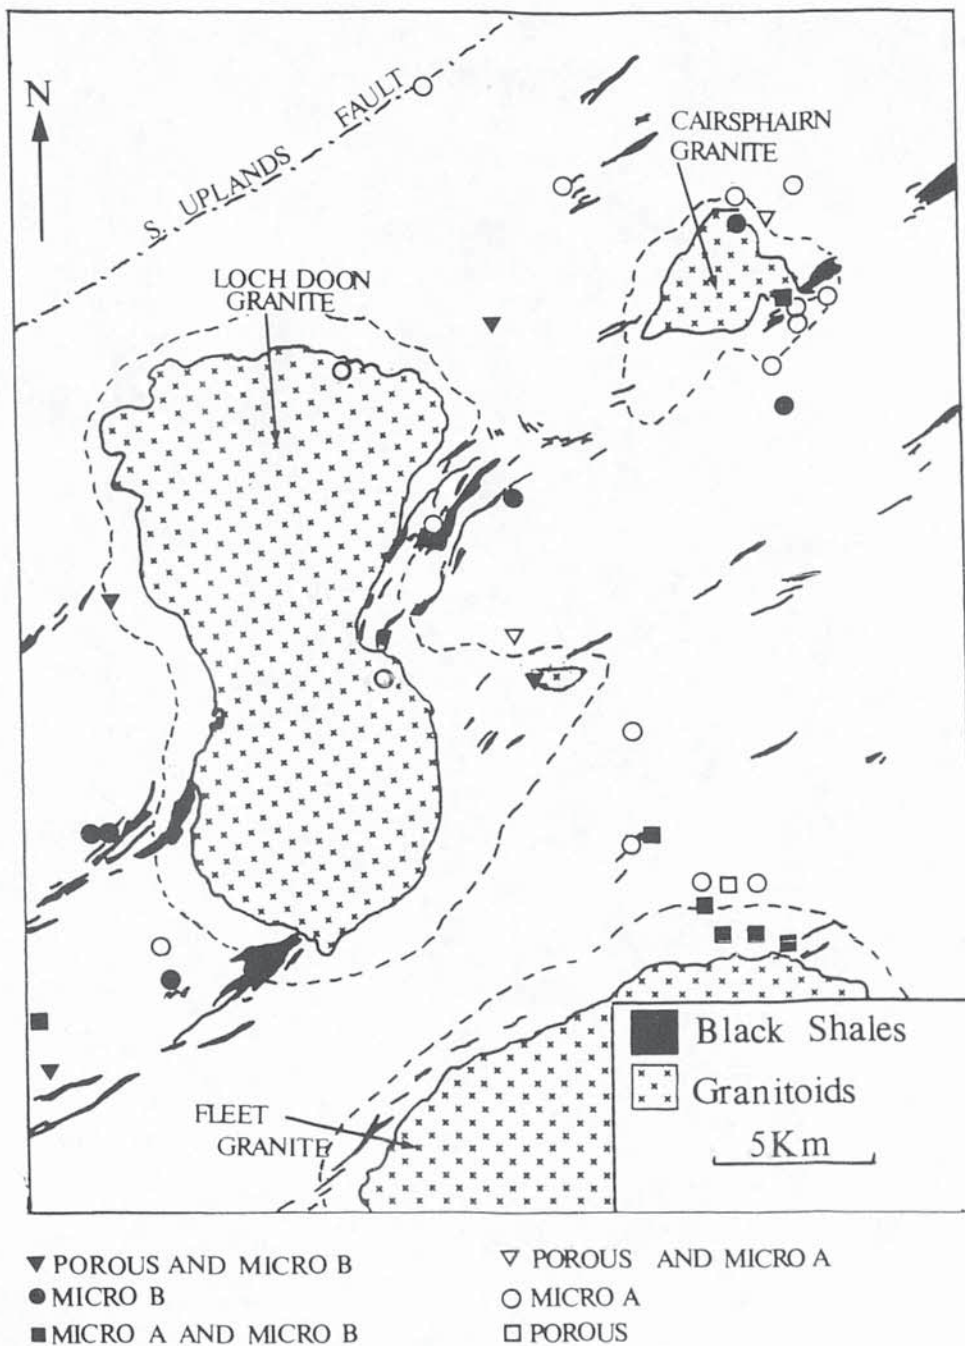 N
S. UPLANDS FAULT
CAIRSPHAIRN
GRANITE
LOCH DOON
GRANITE
FLEET
GRANITE
Black Shales
Granitoids
5Km
POROUS AND MICRO B
MICRO B
MICRO A AND MICRO B
POROUS AND MICRO A
MICRO A
POROUS